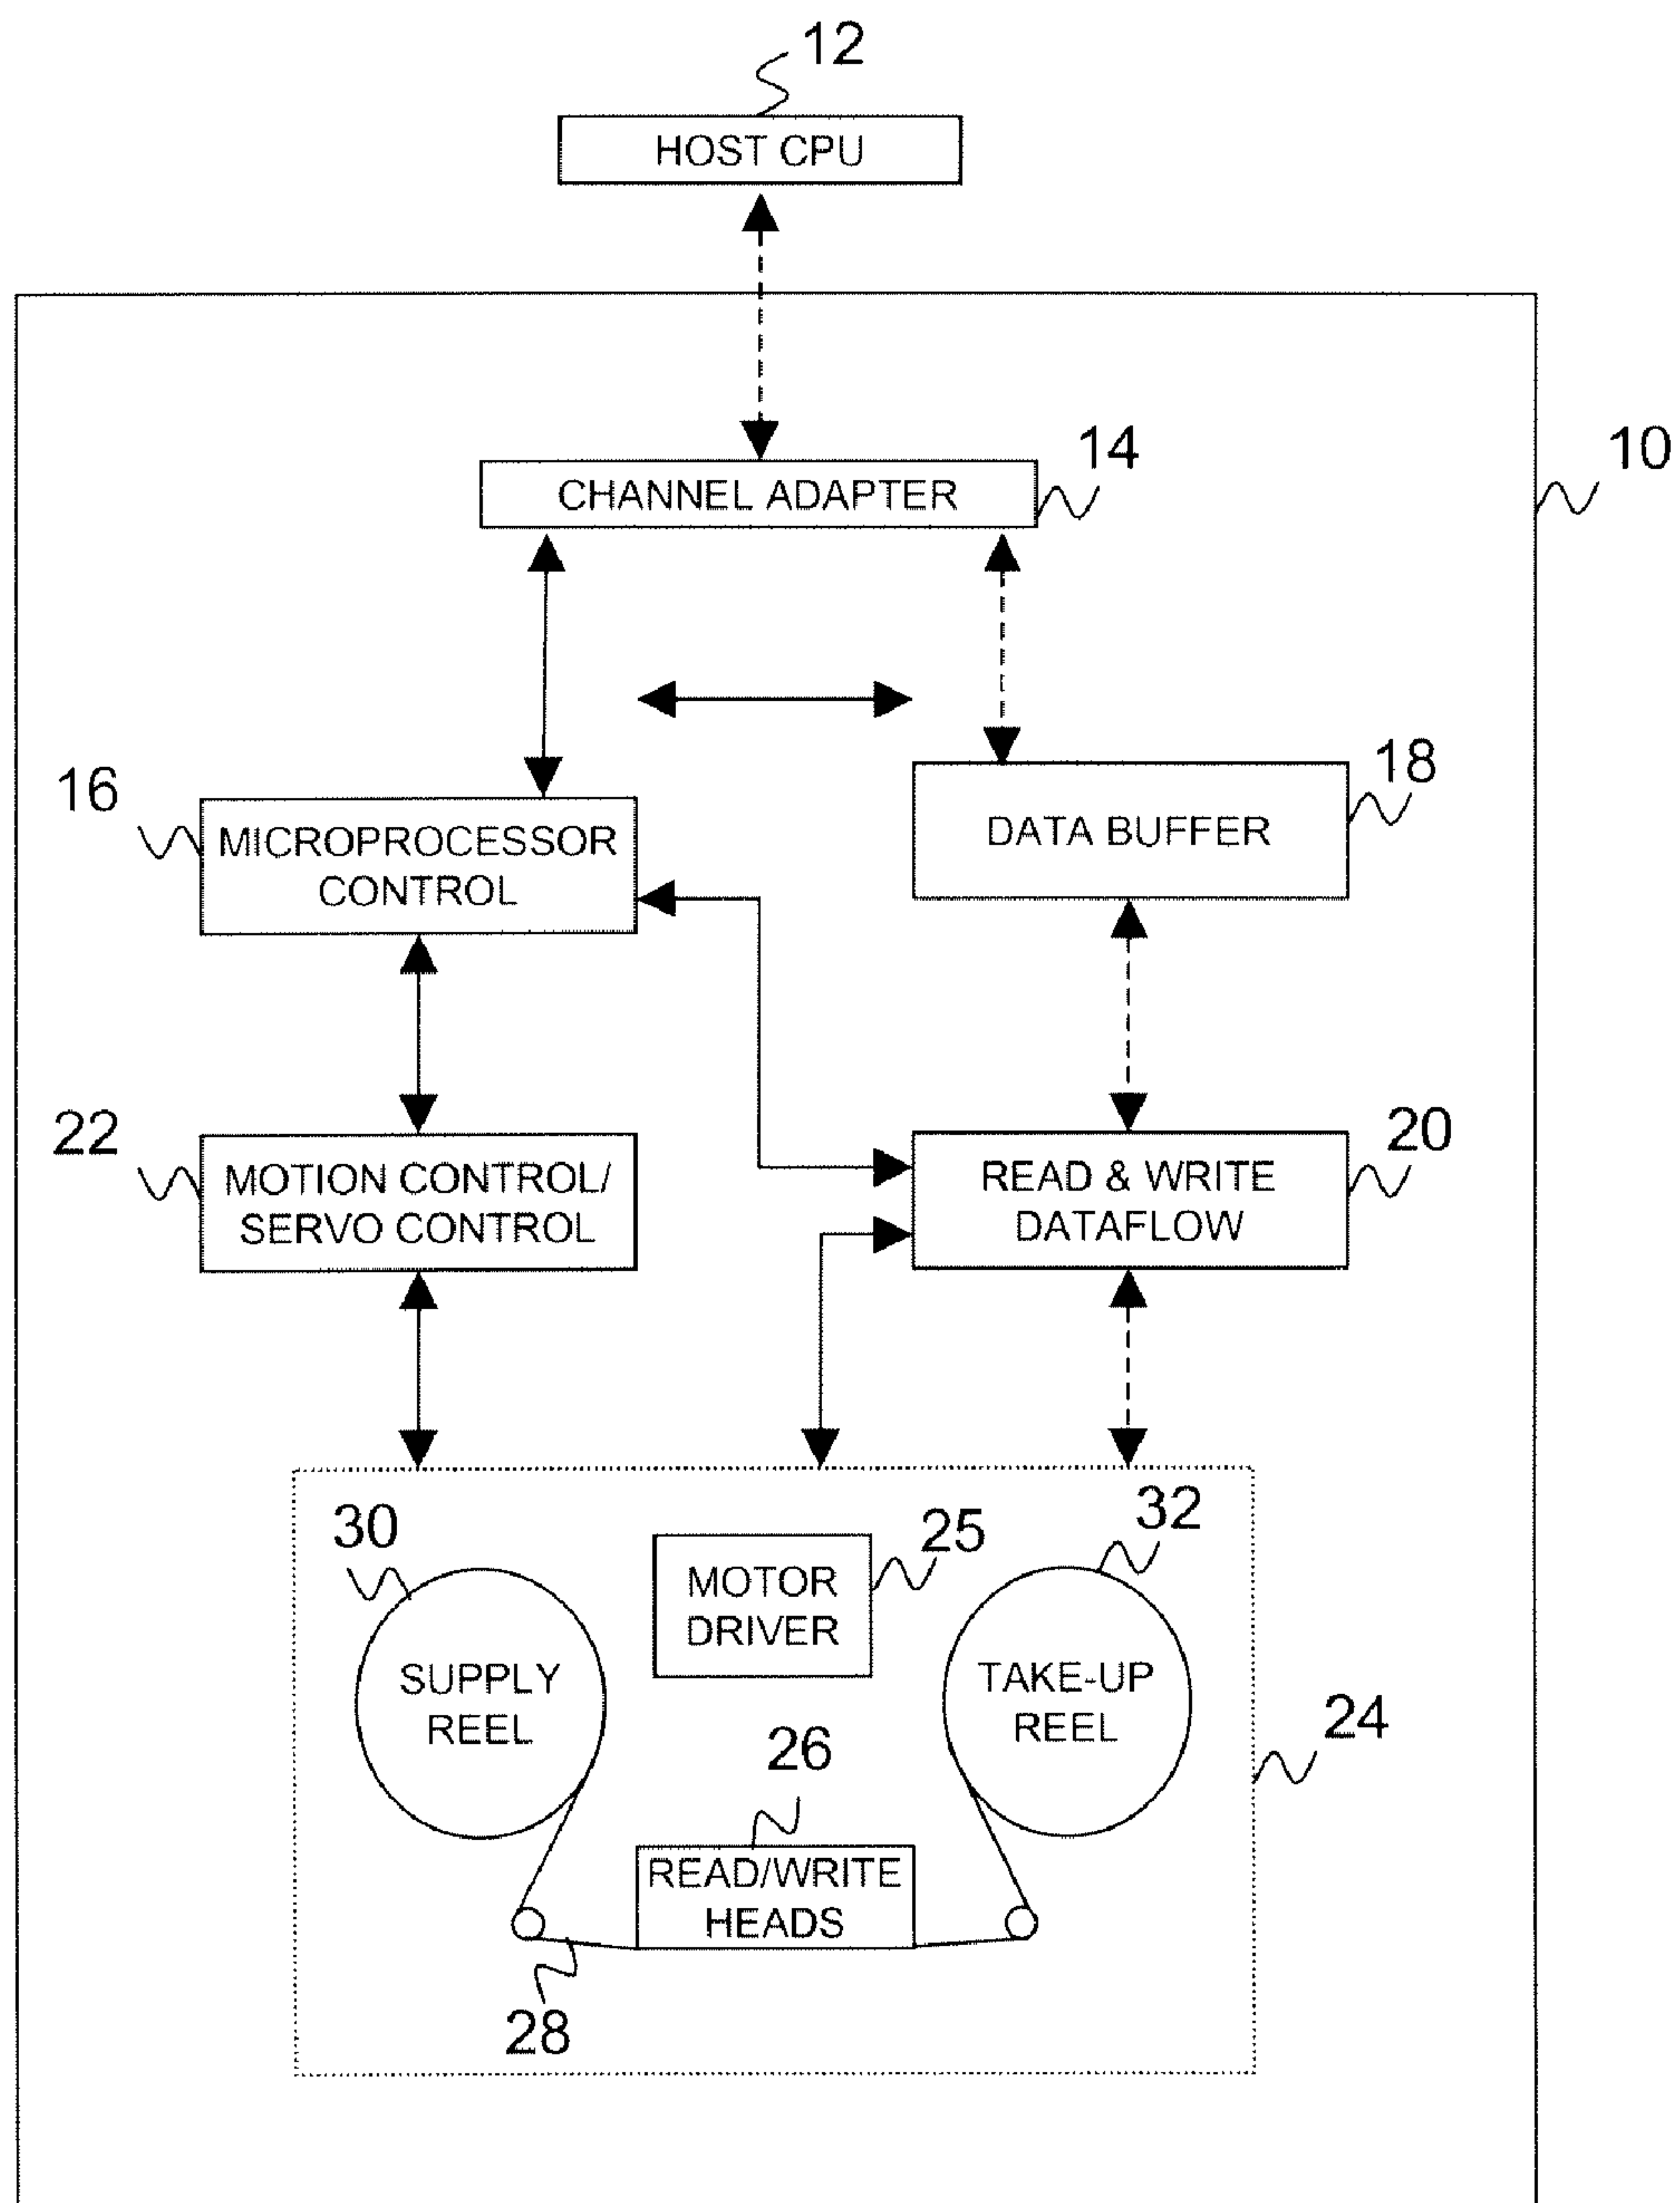 12
HOST CPU
10
14
CHANNEL ADAPTER
16
MICROPROCESSOR
CONTROL
18
DATA BUFFER
22
MOTION CONTROL/
SERVO CONTROL
20
READ & WRITE
DATAFLOW
30
SUPPLY
REEL
25
MOTOR
DRIVER
32
TAKE-UP
REEL
24
26
READ/WRITE
HEADS
28